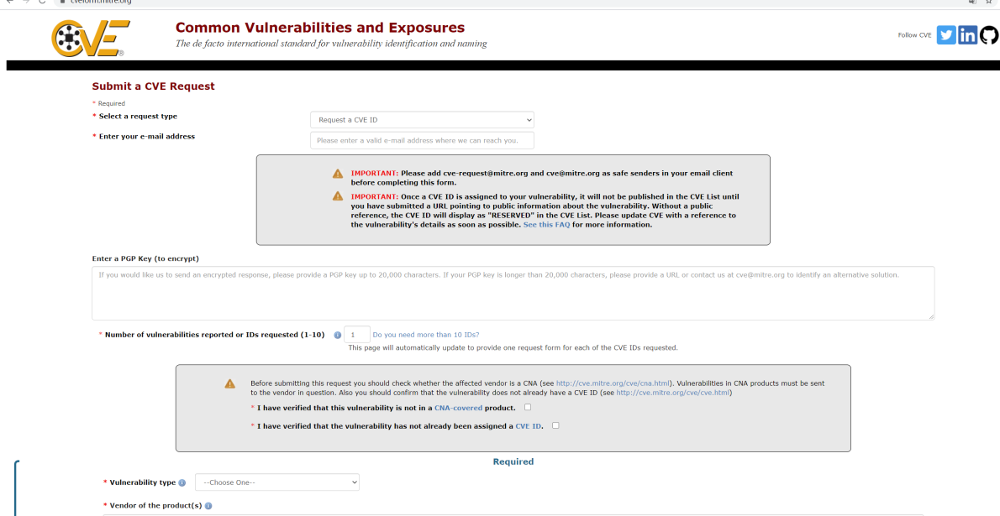 cveform.mitre.org
CVE
®
Common Vulnerabilities and Exposures
The de facto international standard for vulnerability identification and naming
Follow CVE
in
Submit a CVE Request
* Required
* Select a request type
Request a CVE ID
* Enter your e-mail address
Please enter a valid e-mail address where we can reach you.
IMPORTANT: Please add cve-request@mitre.org and cve@mitre.org as safe senders in your email client
before completing this form.
IMPORTANT: Once a CVE ID is assigned to your vulnerability, it will not be published in the CVE List until
you have submitted a URL pointing to public information about the vulnerability. Without a public
reference, the CVE ID will display as "RESERVED" in the CVE List. Please update CVE with a reference to
the vulnerability's details as soon as possible. See this FAQ for more information.
Enter a PGP Key (to encrypt)
If you would like us to send an encrypted response, please provide a PGP key up to 20,000 characters. If your PGP key is longer than 20,000 characters, please provide a URL or contact us at cve@mitre.org to identify an alternative solution.
* Number of vulnerabilities reported or IDs requested (1-10) 1 Do you need more than 10 IDs?
This page will automatically update to provide one request form for each of the CVE IDs requested.
Before submitting this request you should check whether the affected vendor is a CNA (see http://cve.mitre.org/cve/cna.html). Vulnerabilities in CNA products must be sent
to the vendor in question. Also you should confirm that the vulnerability does not already have a CVE ID (see http://cve.mitre.org/cve/cve.html)
* I have verified that this vulnerability is not in a CNA-covered product.
* I have verified that the vulnerability has not already been assigned a CVE ID.
Required
* Vulnerability type --Choose One--
* Vendor of the product(s)